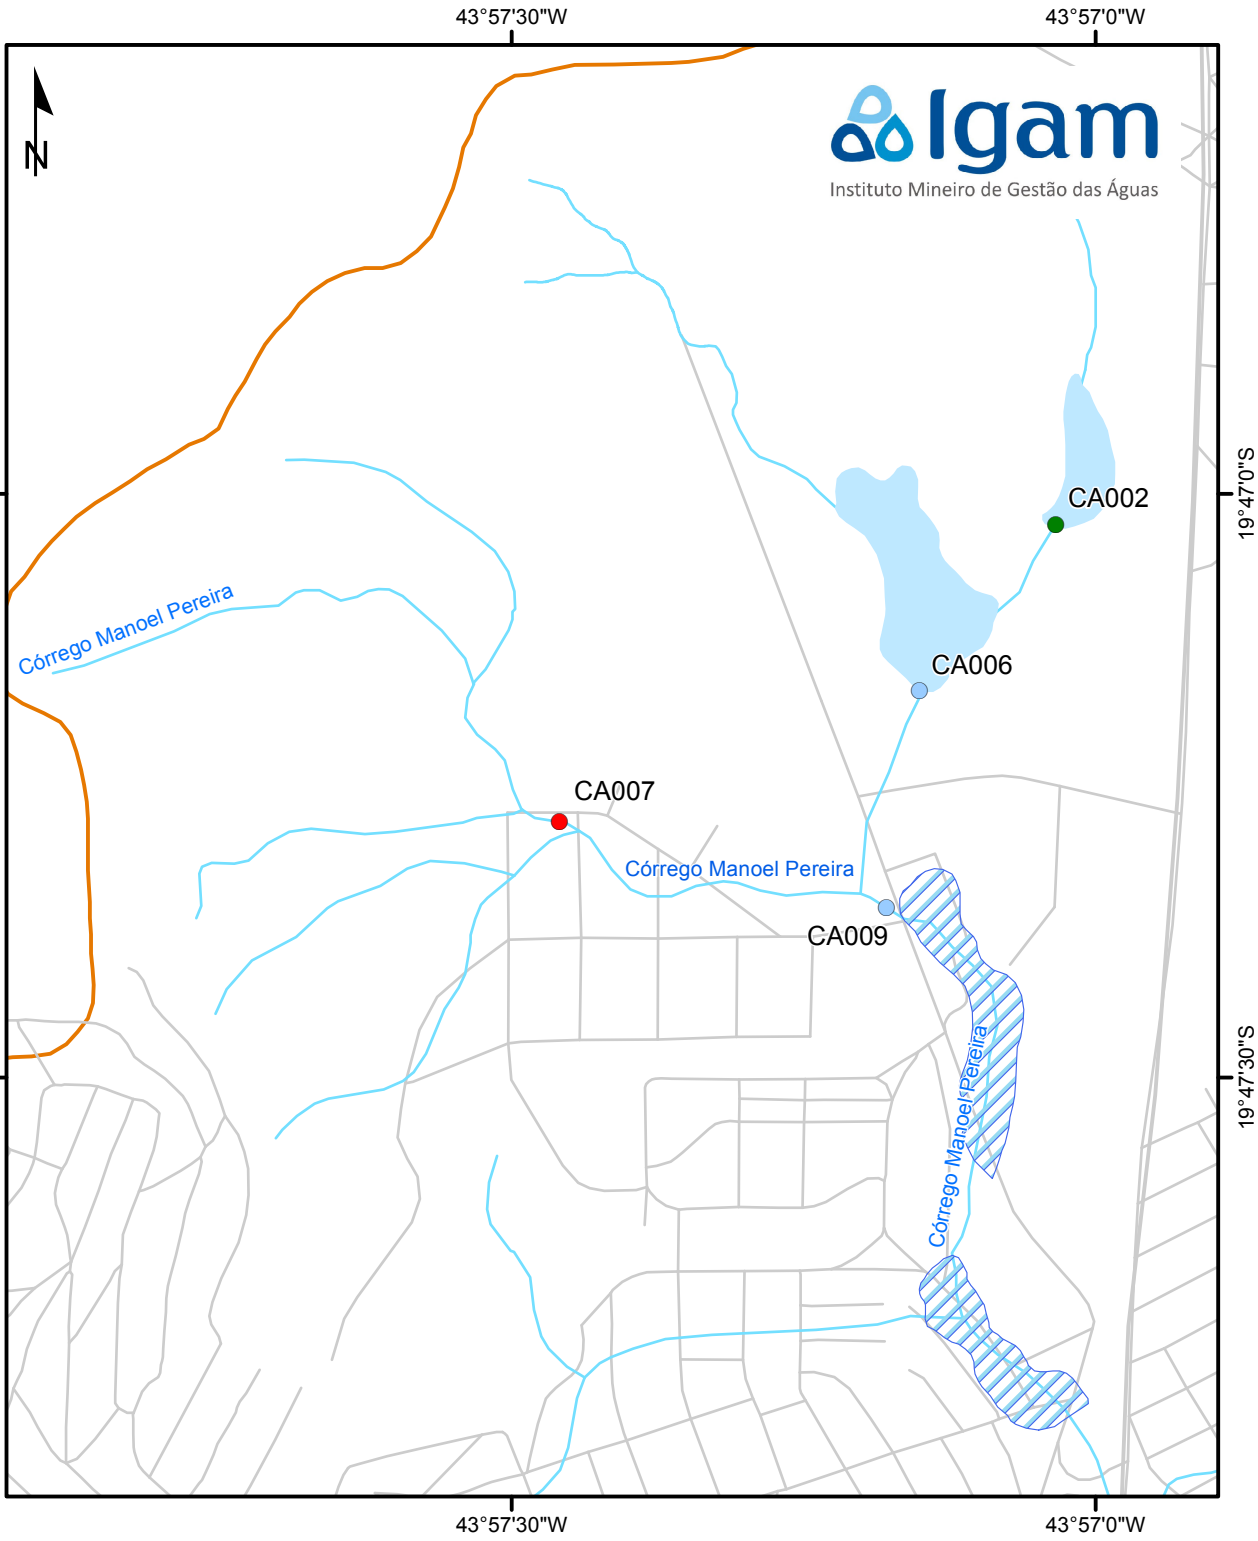 43°57'30"W
43°57'0"W
N
Igam
Instituto Mineiro de Gestão das Águas
CA002
19°47'0"S
Córrego Manoel Pereira
CA006
CA007
Córrego Manoel Pereira
CA009
Córrego Manoel Pereira
19°47'30"S
43°57'30"W
43°57'0"W